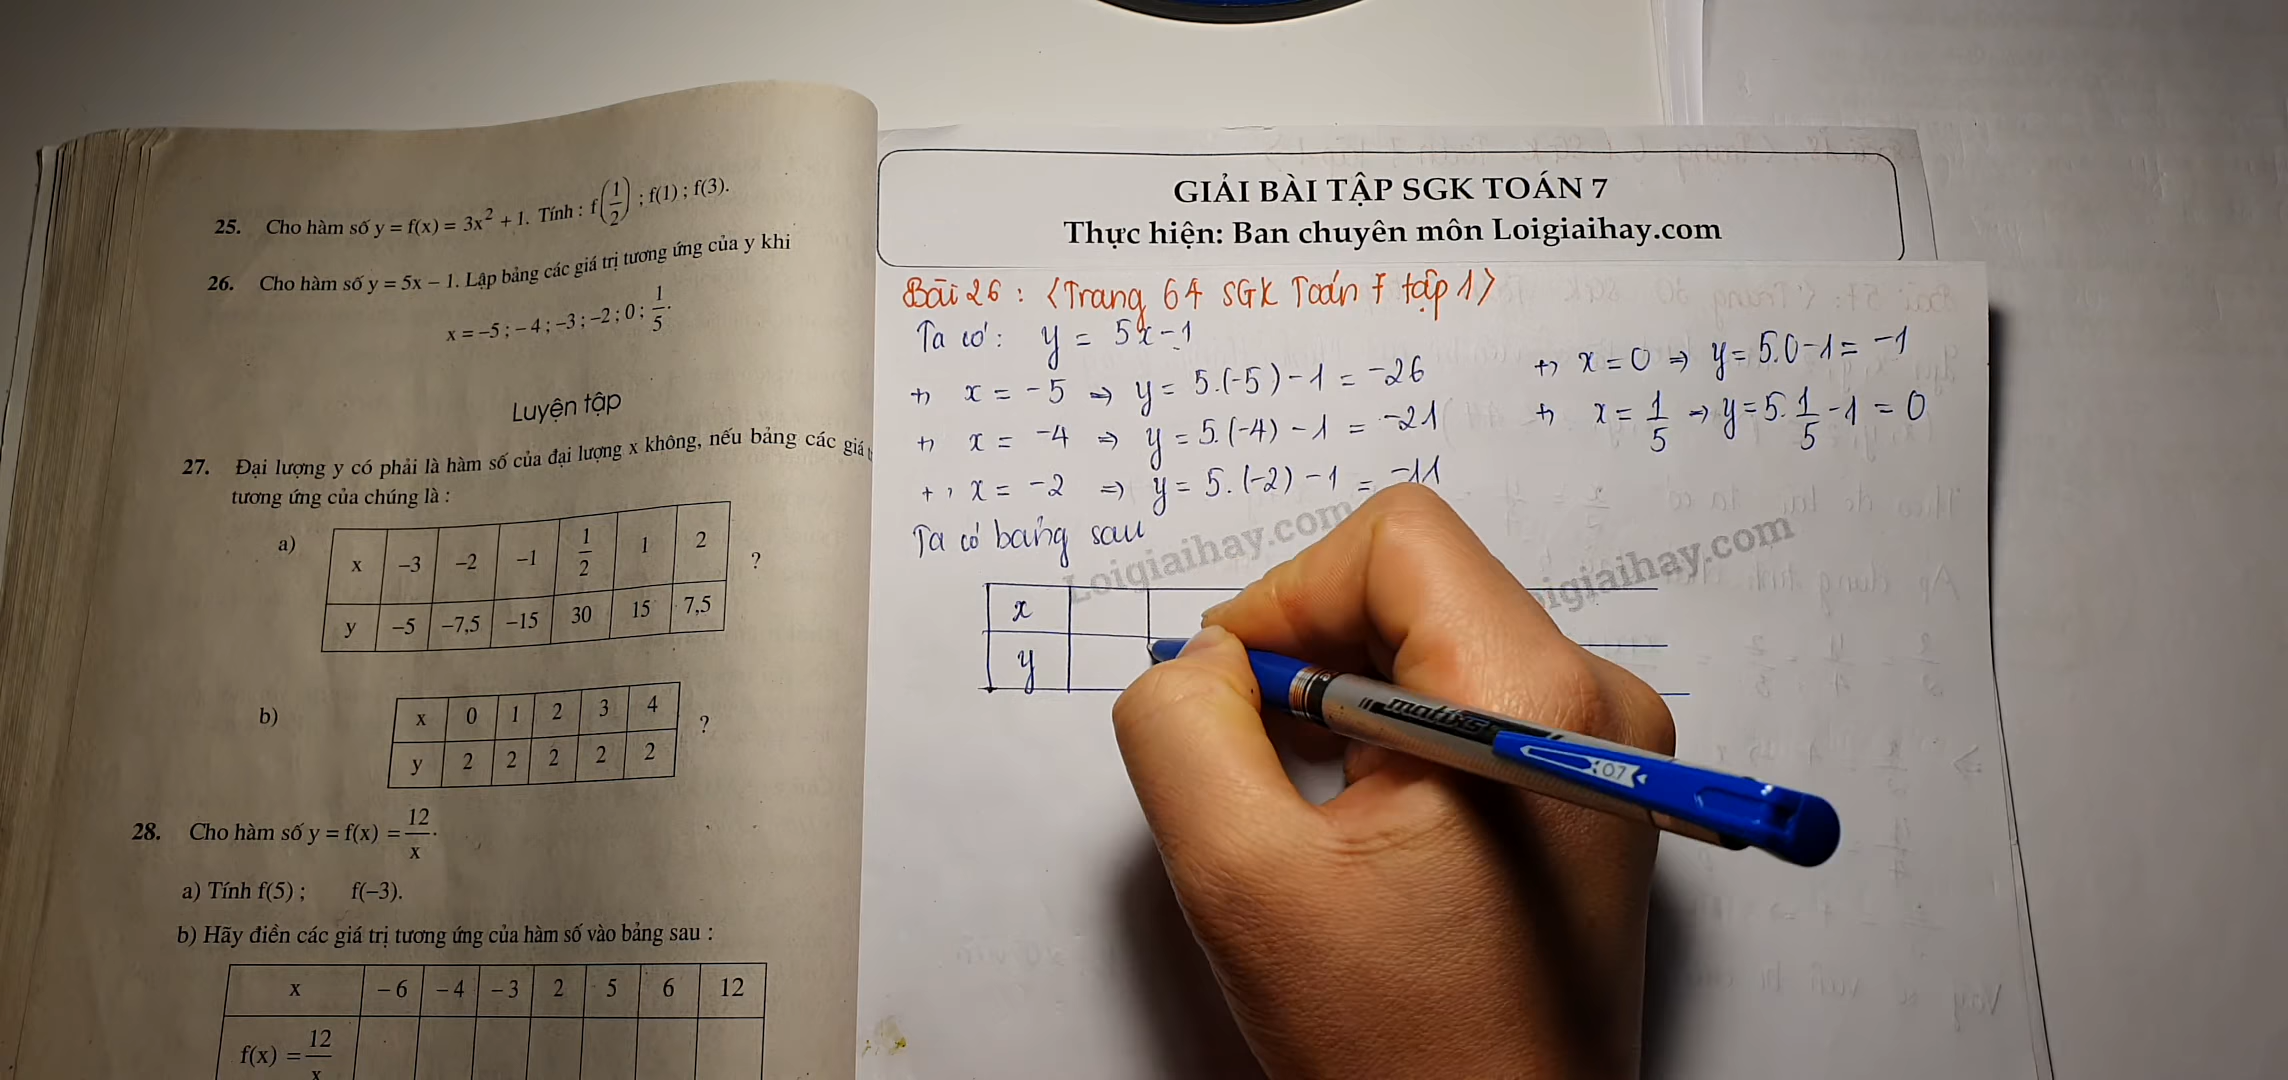 25. Cho hàm số y = f(x) = 3x² + 1. Tính : f(1/2) ; f(1) ; f(3).
26. Cho hàm số y = 5x – 1. Lập bảng các giá trị tương ứng của y khi
x = –5 ; – 4 ; –3 ; –2 ; 0 ; 1/5.
Luyện tập
27. Đại lượng y có phải là hàm số của đại lượng x không, nếu bảng các giá
tương ứng của chúng là :
a)
x –3 –2 –1 1/2 1 2 ?
y –5 –7,5 –15 30 15 7,5
b)
x 0 1 2 3 4 ?
y 2 2 2 2 2
28. Cho hàm số y = f(x) = 12/x.
a) Tính f(5) ; f(–3).
b) Hãy điền các giá trị tương ứng của hàm số vào bảng sau :
x – 6 – 4 – 3 2 5 6 12
f(x) = 12/x
GIẢI BÀI TẬP SGK TOÁN 7
Thực hiện: Ban chuyên môn Loigiaihay.com
Bài 26 : (Trang 64 SGK Toán 7 tập 1)
Ta có: y = 5x - 1
+) x = -5 => y = 5.(-5) - 1 = -26
+) x = -4 => y = 5.(-4) - 1 = -21
+) x = -2 => y = 5.(-2) - 1 = -11
+) x = 0 => y = 5.0 - 1 = -1
+) x = 1/5 => y = 5.1/5 - 1 = 0
Ta có bảng sau
x
y
Loigiaihay.com
loigiaihay.com
matixs
0.7